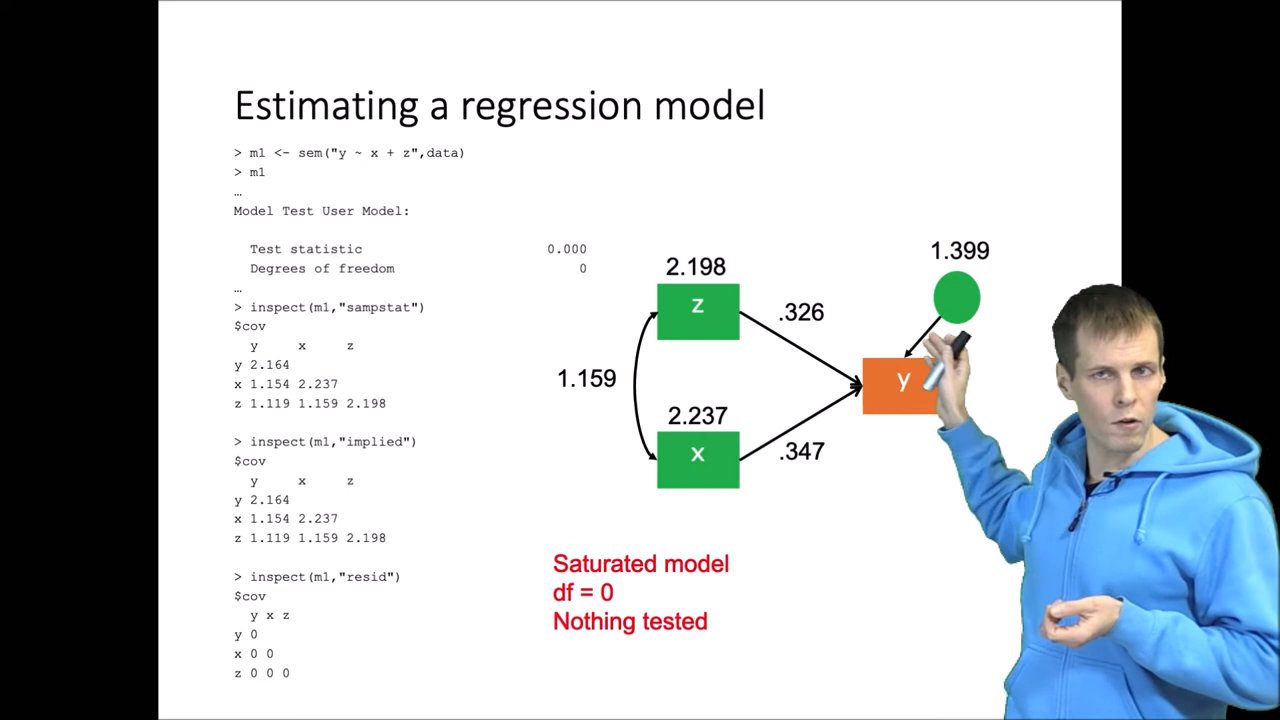 Estimating a regression model
> m1 <- sem("y ~ x + z",data)
> m1
…
Model Test User Model:
Test statistic 0.000
Degrees of freedom 0
…
> inspect(m1,"sampstat")
$cov
y x z
y 2.164
x 1.154 2.237
z 1.119 1.159 2.198
> inspect(m1,"implied")
$cov
y x z
y 2.164
x 1.154 2.237
z 1.119 1.159 2.198
> inspect(m1,"resid")
$cov
y x z
y 0
x 0 0
z 0 0 0
1.399
2.198
z
.326
1.159
y
2.237
x
.347
Saturated model
df = 0
Nothing tested